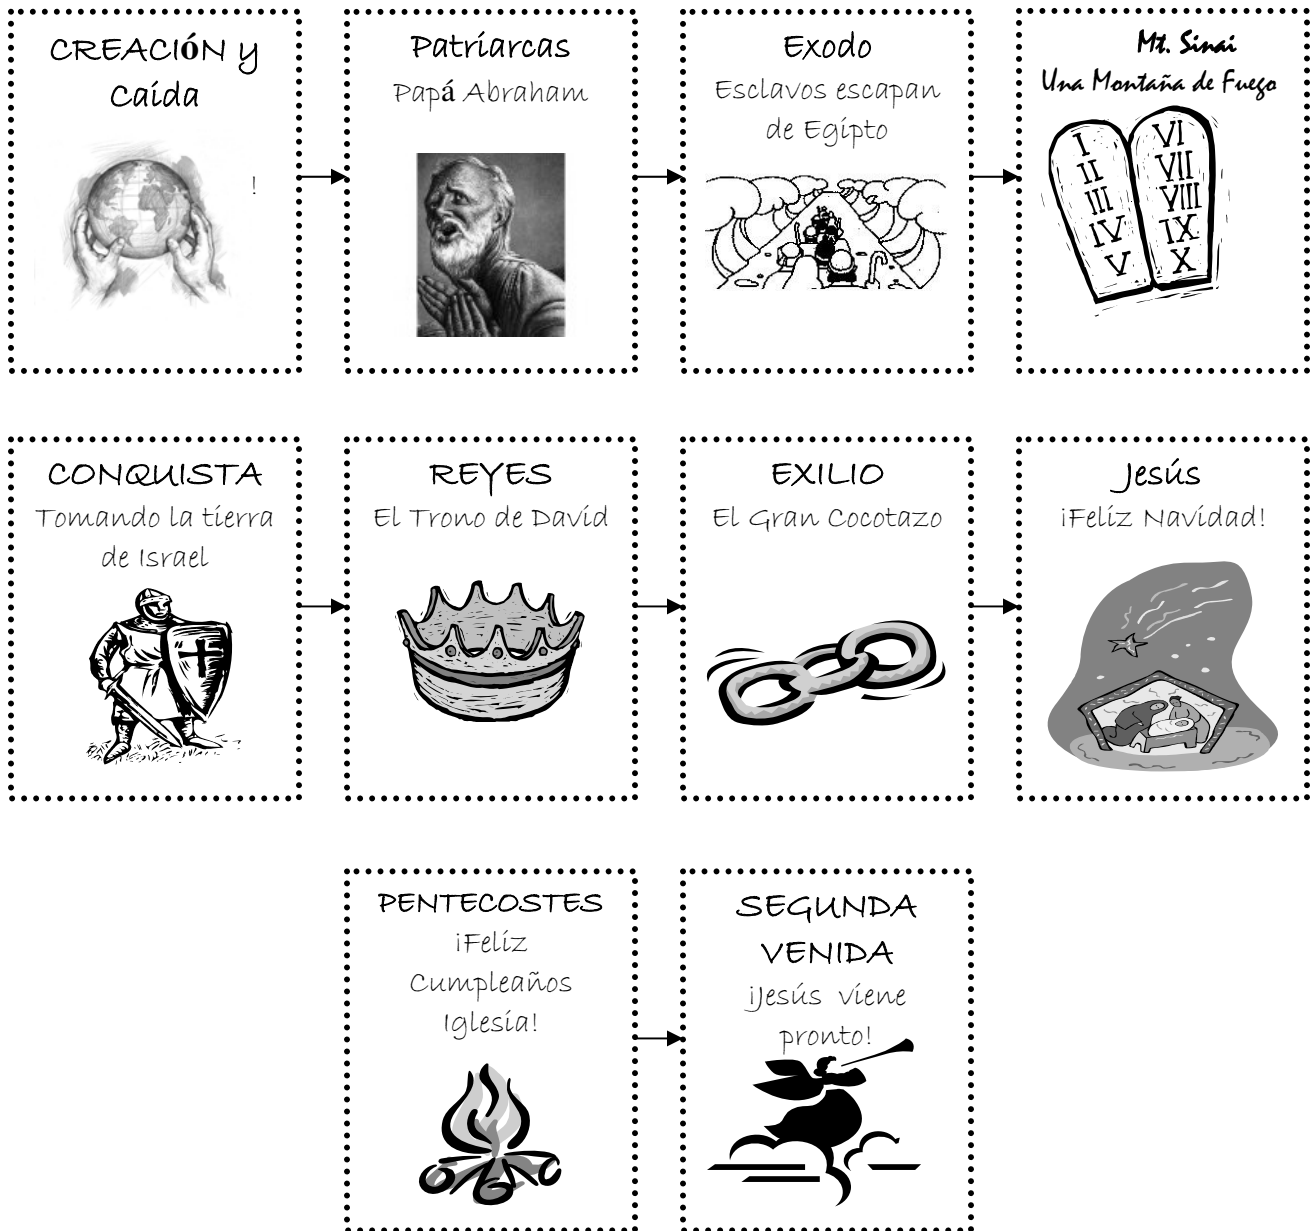 CREACIÓN y
Caída
!
Patriarcas
Papá Abraham
Exodo
Esclavos escapan
de Egipto
Mt. Sinai
Una Montaña de Fuego
I
II
III
IV
V
VI
VII
VIII
IX
X
CONQUISTA
Tomando la tierra
de Israel
REYES
El Trono de David
EXILIO
El Gran Cocotazo
Jesús
¡Feliz Navidad!
PENTECOSTES
¡Feliz
Cumpleaños
Iglesia!
SEGUNDA
VENIDA
¡Jesús viene
pronto!